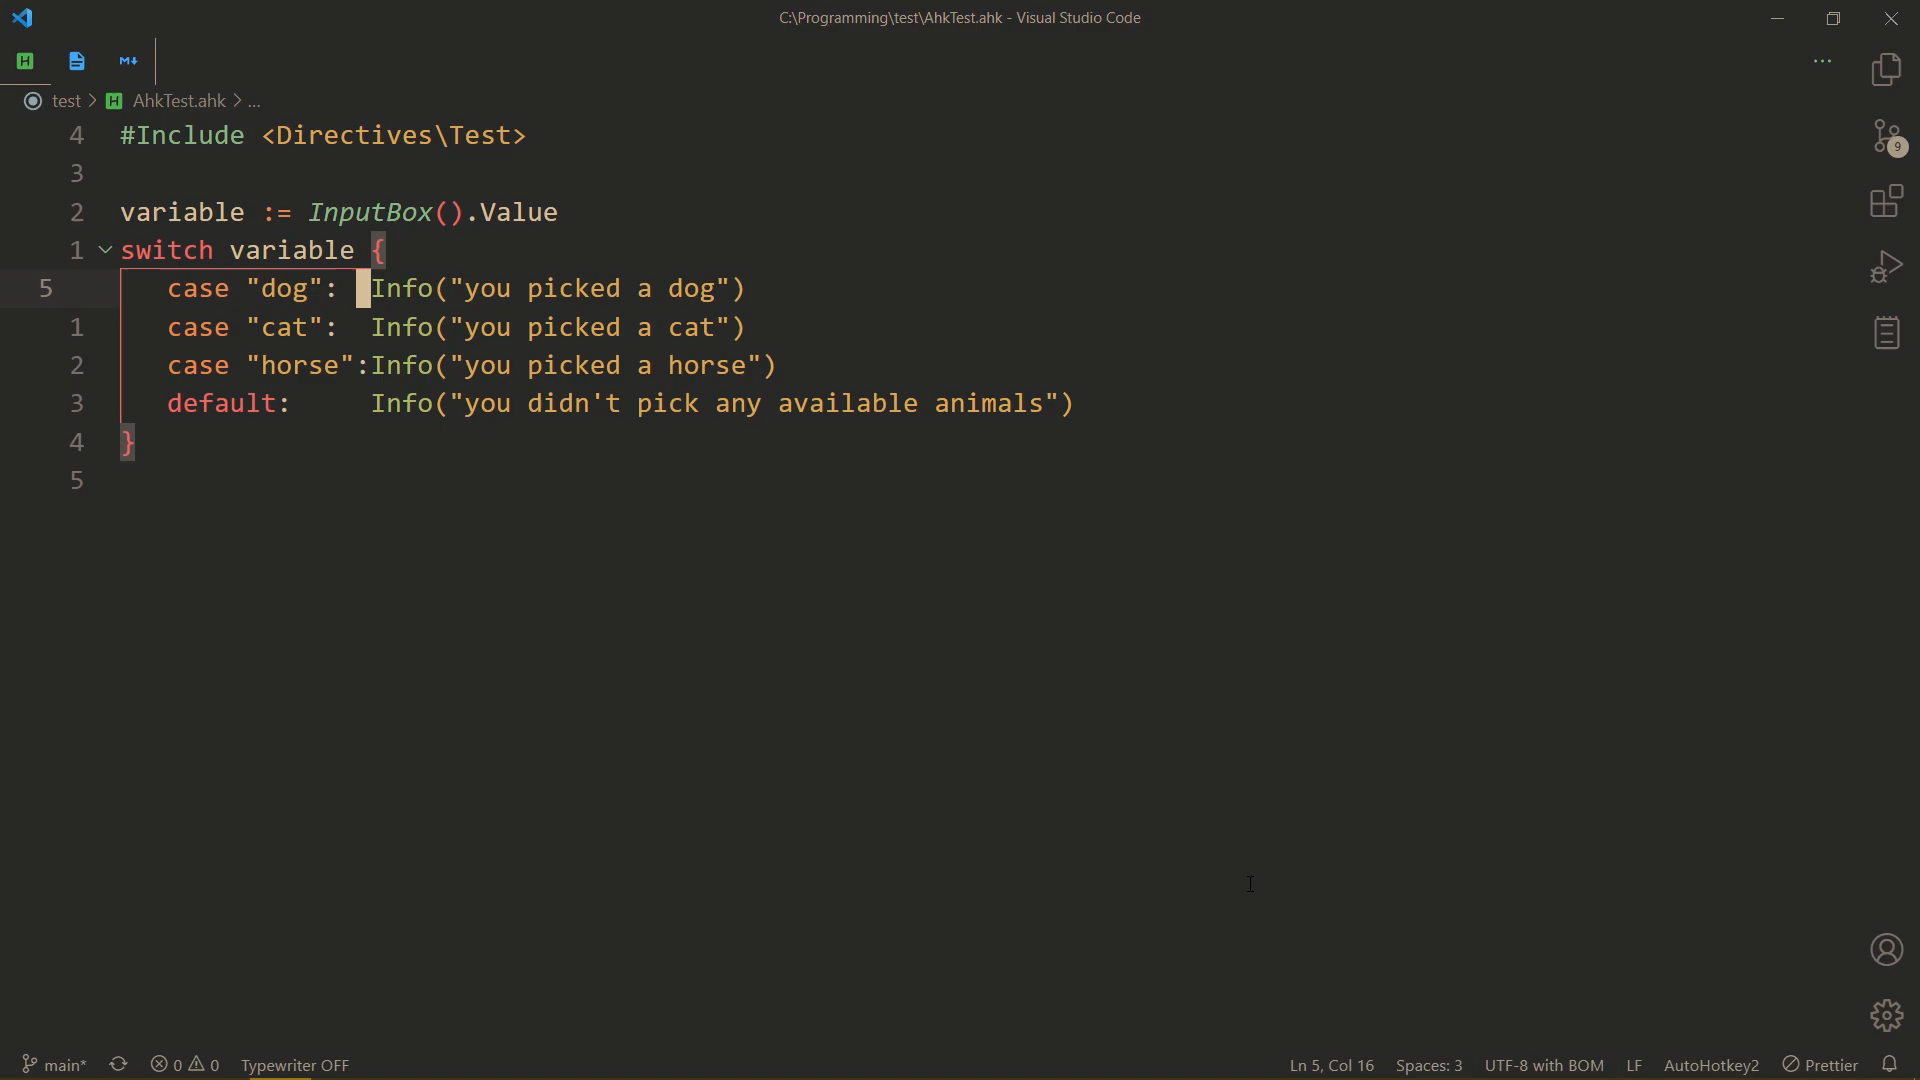 C:\Programming\test\AhkTest.ahk - Visual Studio Code
H M↓ ...
test > H AhkTest.ahk > ...
4 #Include <Directives\Test>
3
9
2 variable := InputBox().Value
1 switch variable {
5 case "dog": Info("you picked a dog")
1 case "cat": Info("you picked a cat")
2 case "horse":Info("you picked a horse")
3 default: Info("you didn't pick any available animals")
4 }
5
main* 0 0 Typewriter OFF Ln 5, Col 16 Spaces: 3 UTF-8 with BOM LF AutoHotkey2 Prettier